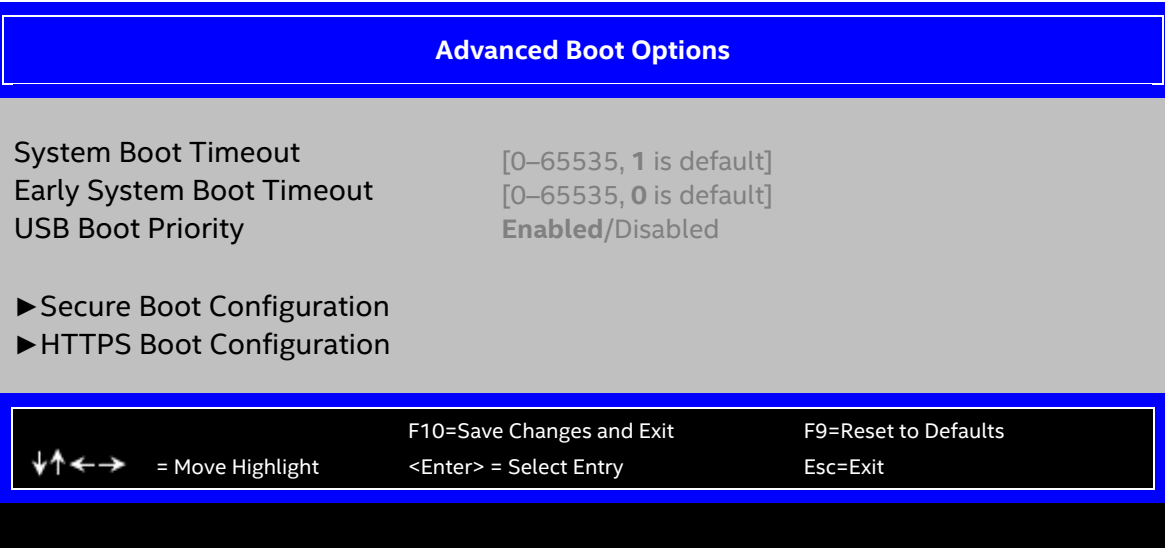 Advanced Boot Options
System Boot Timeout [0–65535, 1 is default]
Early System Boot Timeout [0–65535, 0 is default]
USB Boot Priority Enabled/Disabled
►Secure Boot Configuration
►HTTPS Boot Configuration
F10=Save Changes and Exit F9=Reset to Defaults
↓↑←→ = Move Highlight <Enter> = Select Entry Esc=Exit